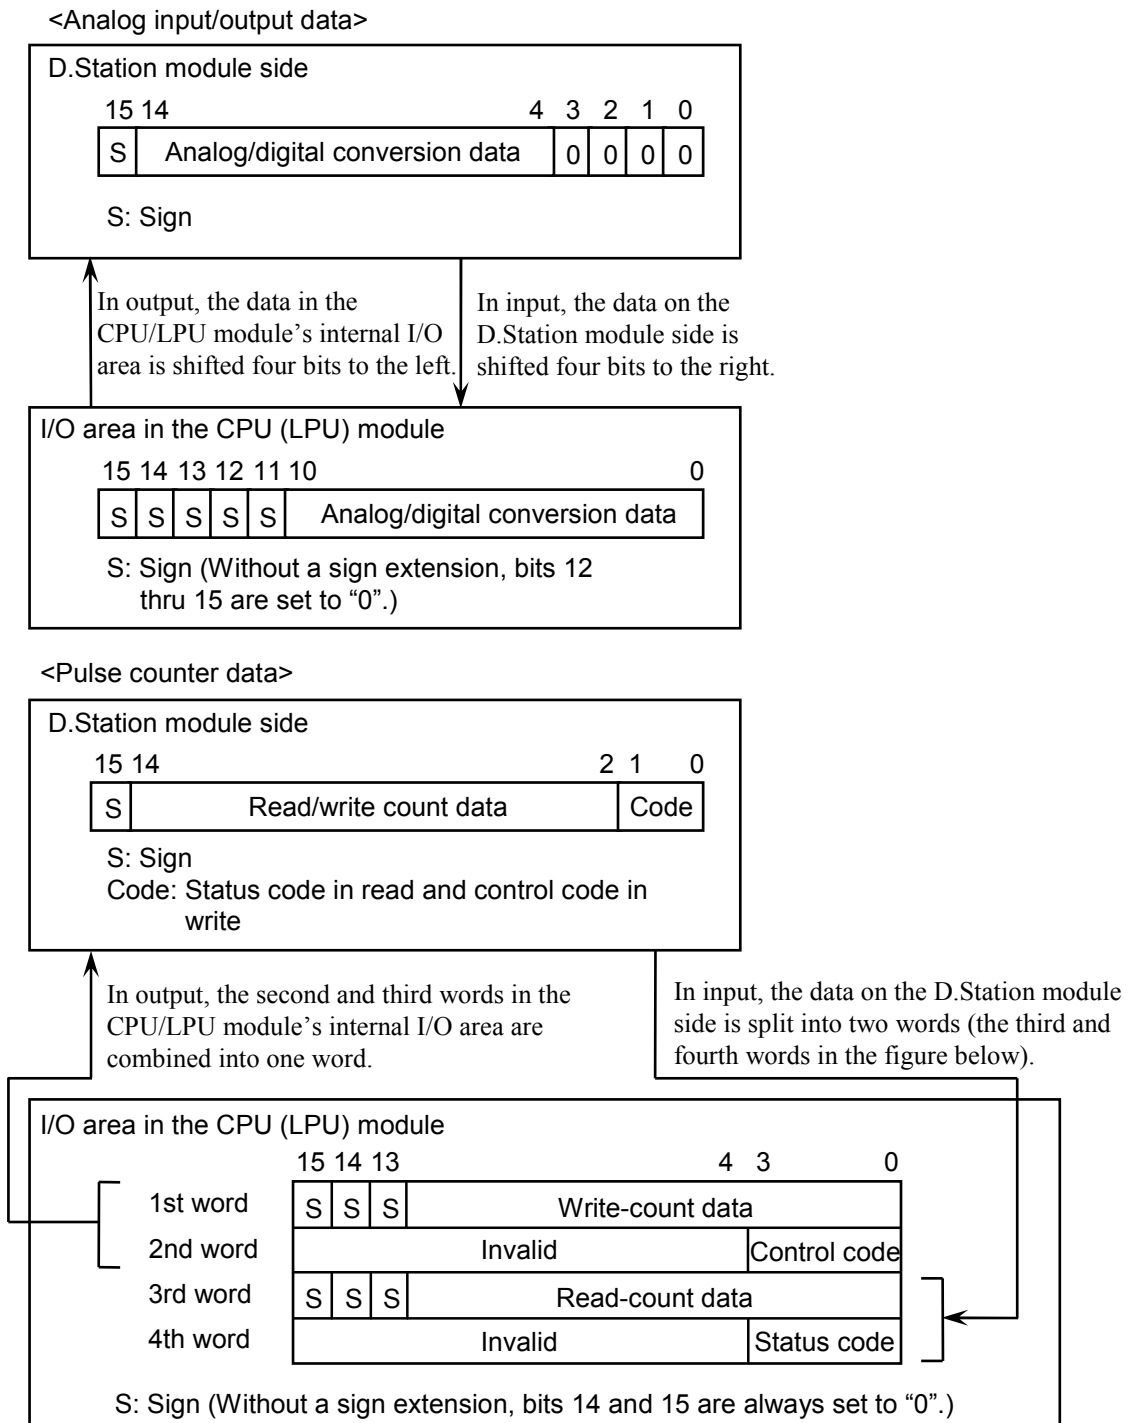 <Analog input/output data>
D.Station module side
15 14 4 3 2 1 0
S Analog/digital conversion data 0 0 0 0
S: Sign
In output, the data in the
CPU/LPU module's internal I/O
area is shifted four bits to the left.
In input, the data on the
D.Station module side is
shifted four bits to the right.
I/O area in the CPU (LPU) module
15 14 13 12 11 10 0
S S S S S Analog/digital conversion data
S: Sign (Without a sign extension, bits 12
thru 15 are set to “0”.)
<Pulse counter data>
D.Station module side
15 14 2 1 0
S Read/write count data Code
S: Sign
Code: Status code in read and control code in
write
In output, the second and third words in the
CPU/LPU module's internal I/O area are
combined into one word.
In input, the data on the D.Station module
side is split into two words (the third and
fourth words in the figure below).
I/O area in the CPU (LPU) module
15 14 13 4 3 0
1st word S S S Write-count data
2nd word Invalid Control code
3rd word S S S Read-count data
4th word Invalid Status code
S: Sign (Without a sign extension, bits 14 and 15 are always set to “0”.)